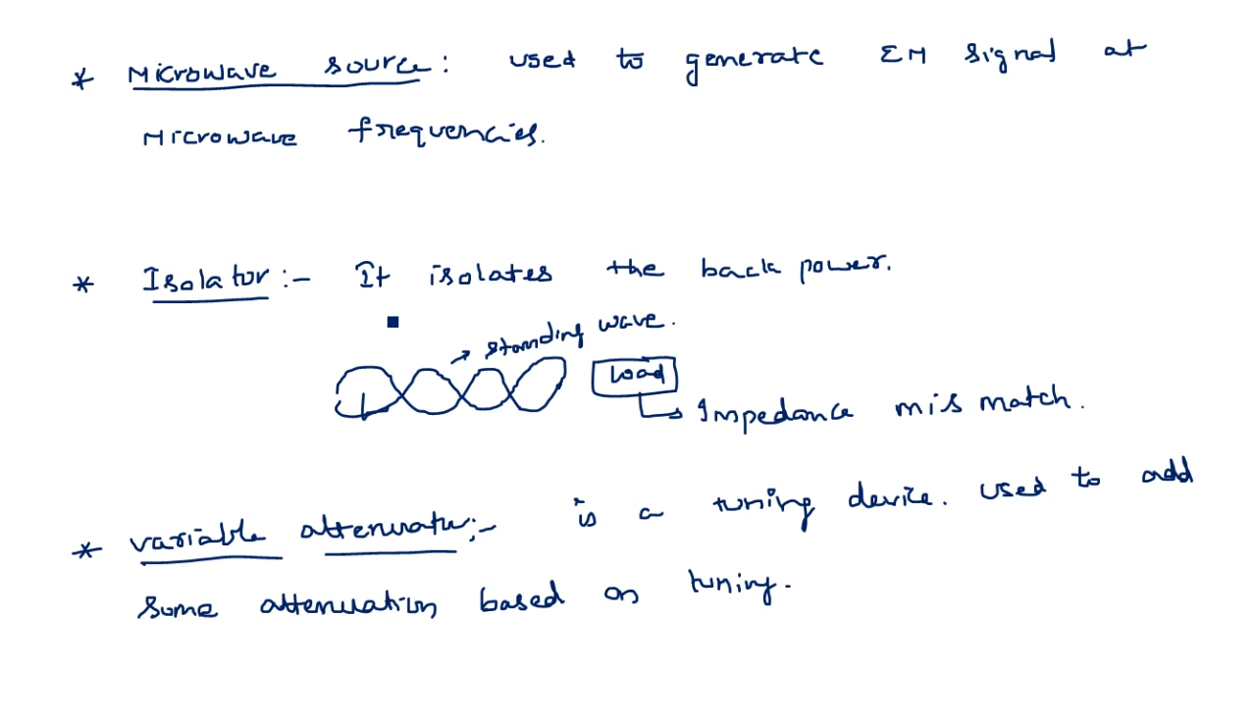 * Microwave source: used to generate EM signal at
Microwave frequencies.
* Isolator:- It isolates the back power.
→ standing wave.
Load
Impedance mis match.
* variable attenuator:- is a tuning device. used to add
some attenuation based on tuning.